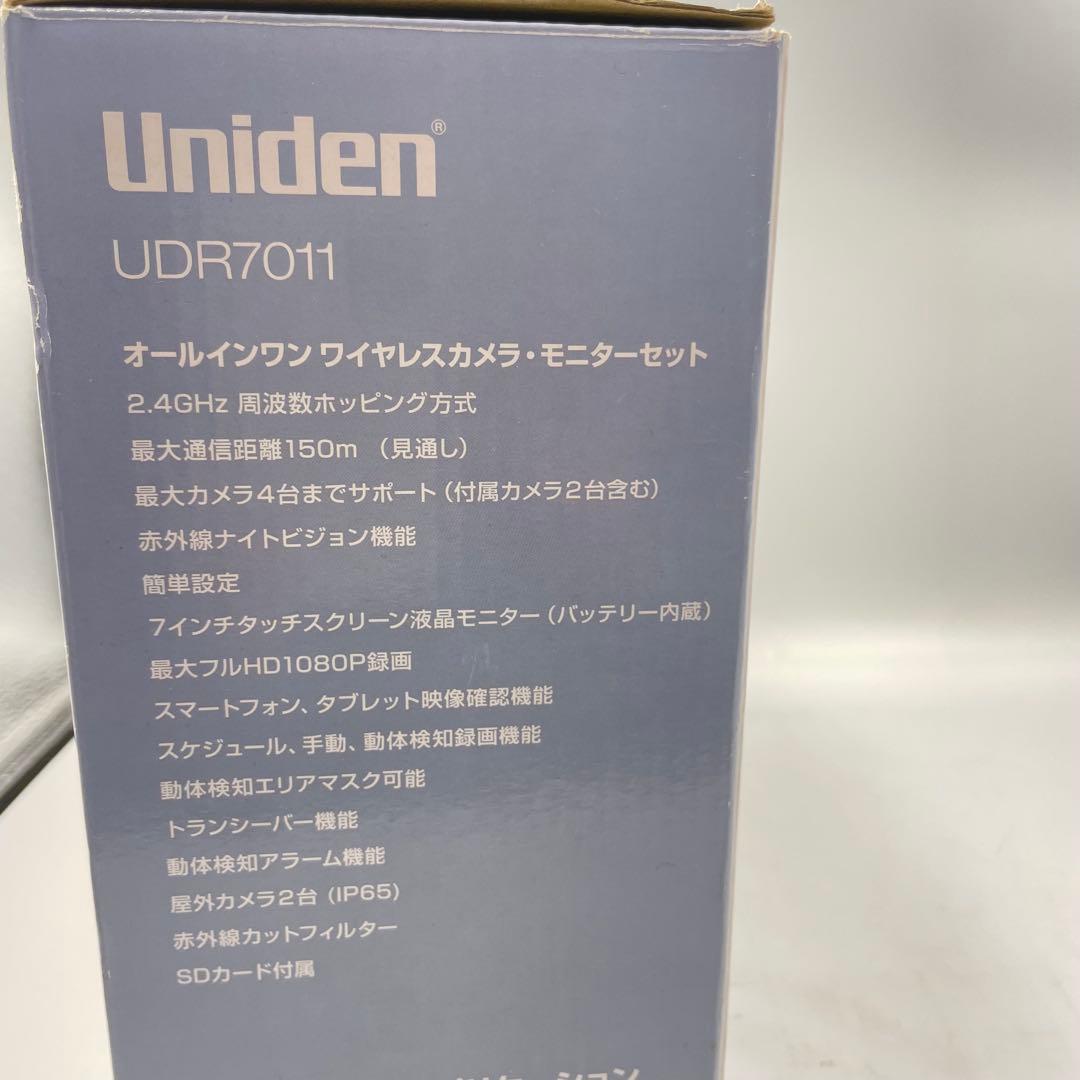 Uniden®
UDR7011
オールインワン ワイヤレスカメラ・モニターセット
2.4GHz 周波数ホッピング方式
最大通信距離150m （見通し）
最大カメラ4台までサポート（付属カメラ2台含む）
赤外線ナイトビジョン機能
簡単設定
7インチタッチスクリーン液晶モニター（バッテリー内蔵）
最大フルHD1080P録画
スマートフォン、タブレット映像確認機能
スケジュール、手動、動体検知録画機能
動体検知エリアマスク可能
トランシーバー機能
動体検知アラーム機能
屋外カメラ2台 (IP65)
赤外線カットフィルター
SDカード付属